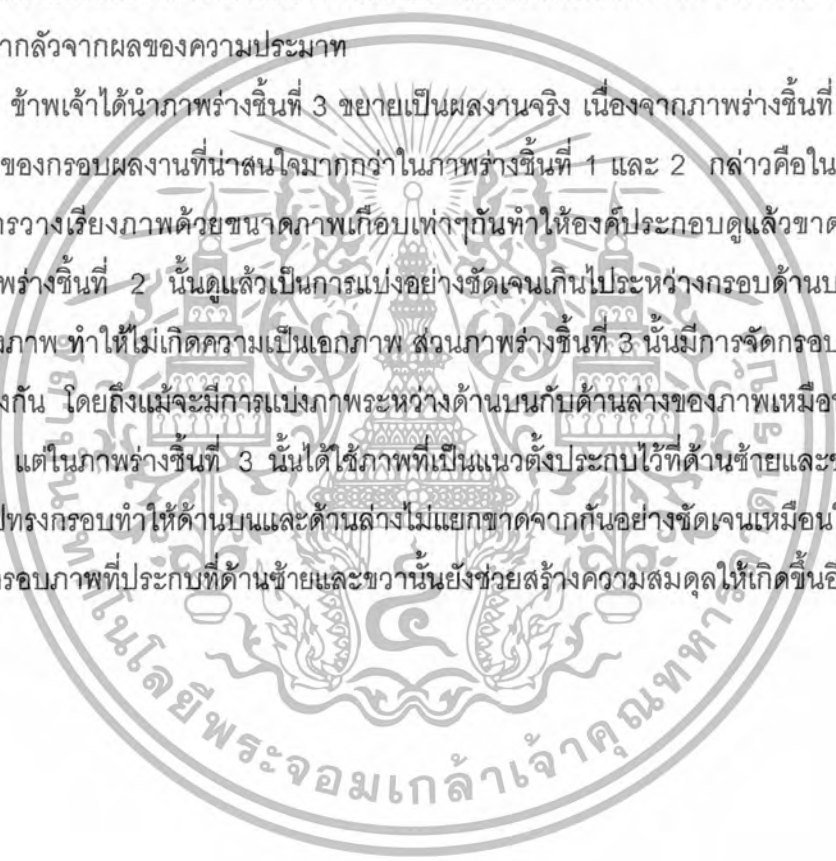 ากลัวจากผลของความประมาท
ข้าพเจ้าได้นำภาพร่างชิ้นที่ 3 ขยายเป็นผลงานจริง เนื่องจากภาพร่างชิ้นที่
ของกรอบผลงานที่น่าสนใจมากกว่าในภาพร่างชิ้นที่ 1 และ 2 กล่าวคือใน
ารวางเรียงภาพด้วยขนาดภาพเกือบเท่าๆกันทำให้องค์ประกอบดูแล้วขาด
พร่างชิ้นที่ 2 นั้นดูแล้วเป็นการแบ่งอย่างชัดเจนเกินไประหว่างกรอบด้านบ
งภาพ ทำให้ไม่เกิดความเป็นเอกภาพ ส่วนภาพร่างชิ้นที่ 3 นั้นมีการจัดกรอบ
งกัน โดยถึงแม้จะมีการแบ่งภาพระหว่างด้านบนกับด้านล่างของภาพเหมือ
แต่ในภาพร่างชิ้นที่ 3 นั้นได้ใช้ภาพที่เป็นแนวตั้งประกบไว้ที่ด้านซ้ายและข
ปทรงกรอบทำให้ด้านบนและด้านล่างไม่แยกขาดจากกันอย่างชัดเจนเหมือน
รอบภาพที่ประกบที่ด้านซ้ายและขวานั้นยังช่วยสร้างความสมดุลให้เกิดขึ้นอี
เทคโนโลยีพระจอมเกล้าเจ้าคุณทหารลาดกระบัง